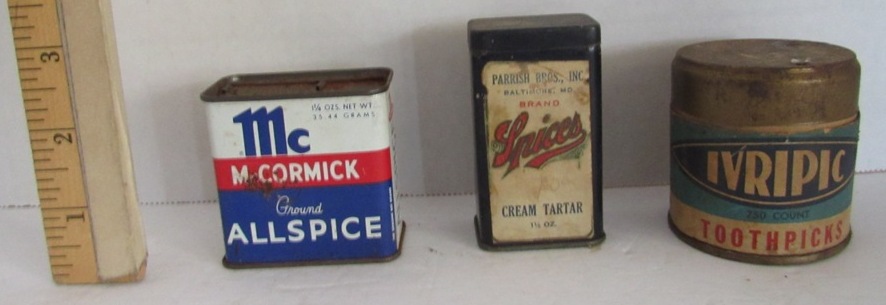 3
2
1
Mc
1¼ OZS. NET WT.
35.44 GRAMS
McCORMICK
Ground
ALLSPICE
PARRISH BROS., INC.
BALTIMORE, MD.
BRAND
Spices
CREAM TARTAR
1½ OZ.
IVRIPIC
750 COUNT
TOOTHPICKS